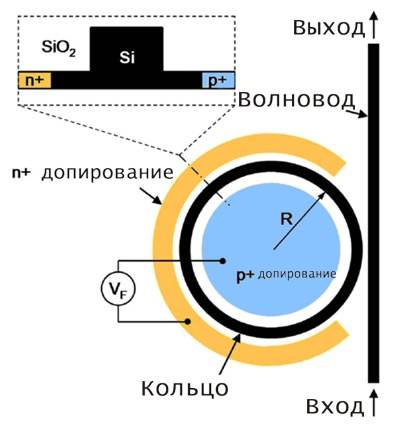 Выход
SiO2
Si
n+
p+
Волновод
n+ допирование
R
p+ допирование
VF
Кольцо
Вход